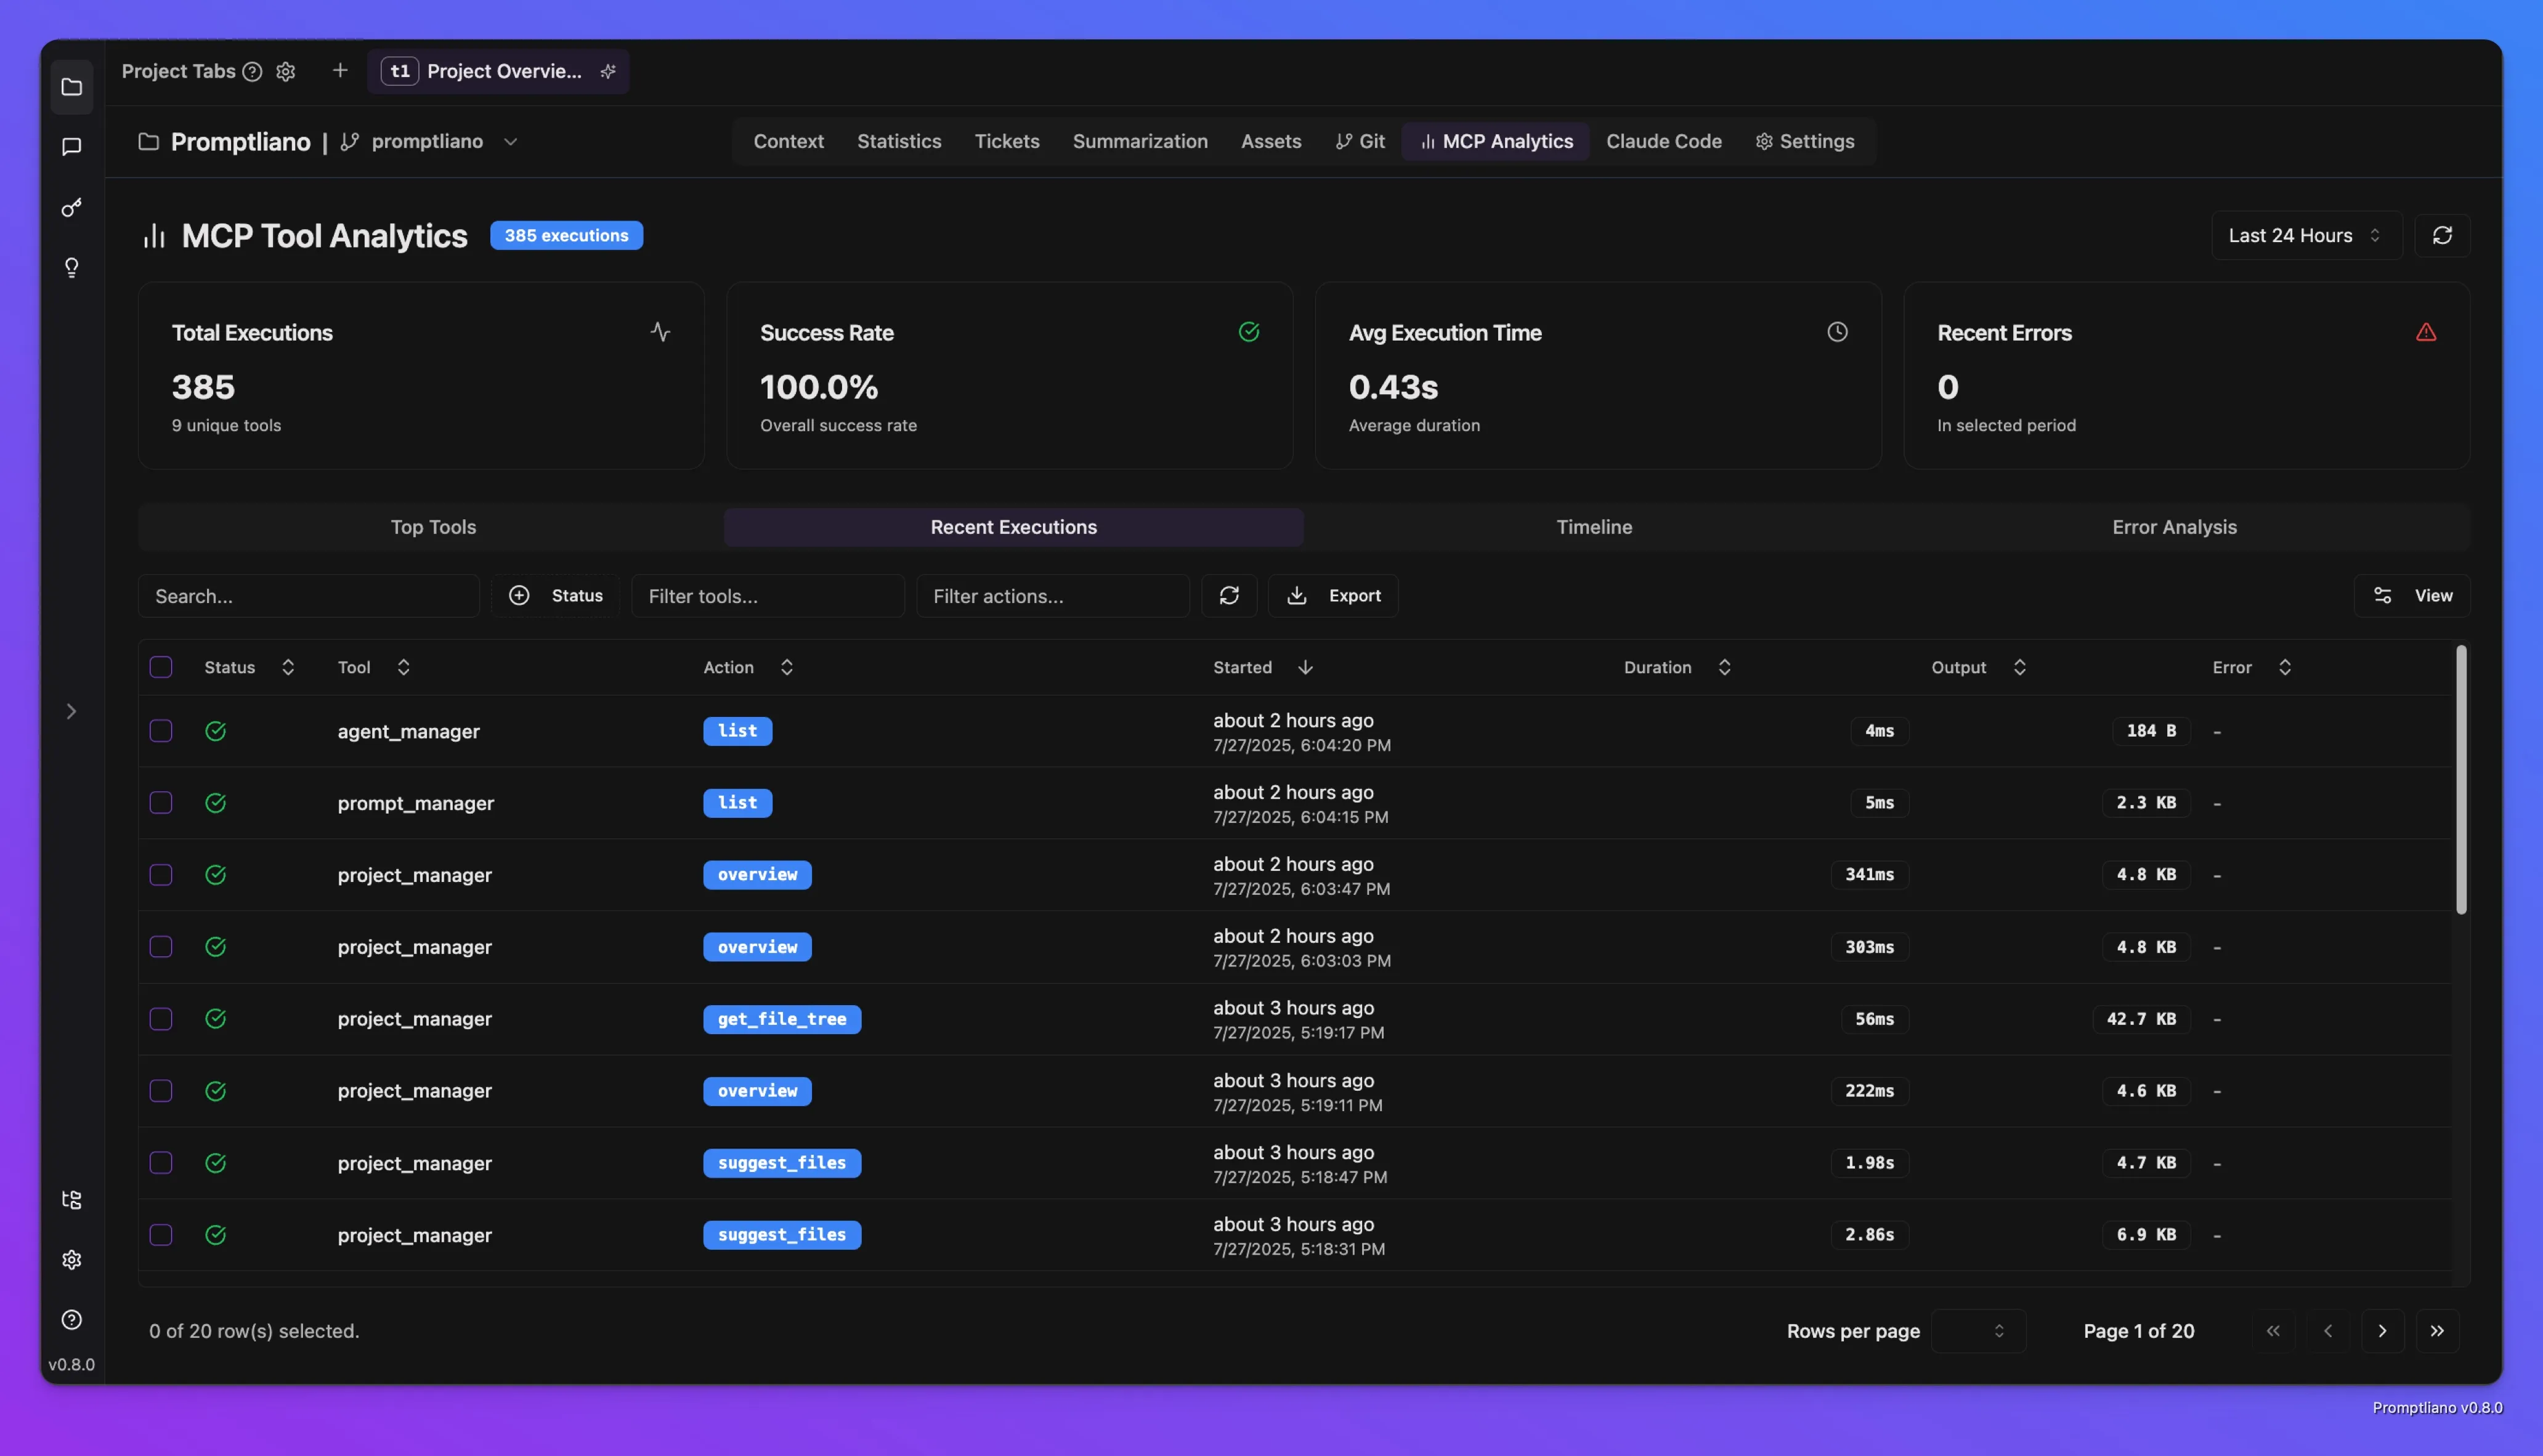 Project Tabs
t1 Project Overvie...
Promptliano | promptliano
Context Statistics Tickets Summarization Assets Git MCP Analytics Claude Code Settings
MCP Tool Analytics 385 executions
Last 24 Hours
Total Executions
385
9 unique tools
Success Rate
100.0%
Overall success rate
Avg Execution Time
0.43s
Average duration
Recent Errors
0
In selected period
Top Tools Recent Executions Timeline Error Analysis
Search... Status Filter tools... Filter actions... Export View
Status Tool Action Started Duration Output Error
agent_manager list about 2 hours ago 4ms 184 B -
7/27/2025, 6:04:20 PM
prompt_manager list about 2 hours ago 5ms 2.3 KB -
7/27/2025, 6:04:15 PM
project_manager overview about 2 hours ago 341ms 4.8 KB -
7/27/2025, 6:03:47 PM
project_manager overview about 2 hours ago 303ms 4.8 KB -
7/27/2025, 6:03:03 PM
project_manager get_file_tree about 3 hours ago 56ms 42.7 KB -
7/27/2025, 5:19:17 PM
project_manager overview about 3 hours ago 222ms 4.6 KB -
7/27/2025, 5:19:11 PM
project_manager suggest_files about 3 hours ago 1.98s 4.7 KB -
7/27/2025, 5:18:47 PM
project_manager suggest_files about 3 hours ago 2.86s 6.9 KB -
7/27/2025, 5:18:31 PM
0 of 20 row(s) selected. Rows per page Page 1 of 20
v0.8.0
Promptliano v0.8.0